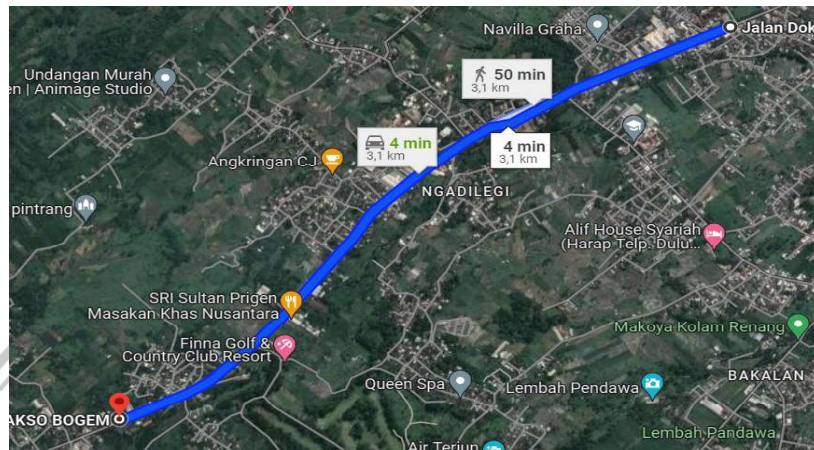 Navilla Graha
Jalan Dok
Undangan Murah
en | Animage Studio
50 min
3,1 km
4 min
3,1 km
4 min
3,1 km
Angkringan CJ
NGADILEGI
pintrang
Alif House Syariah
(Harap Telp. Dulu...
SRI Sultan Prigen
Masakan Khas Nusantara
Finna Golf &
Country Club Resort
Makoya Kolam Renang
Queen Spa
Lembah Pendawa
BAKALAN
AKSO BOGEM
Lembah Pandawa
Air Terjun